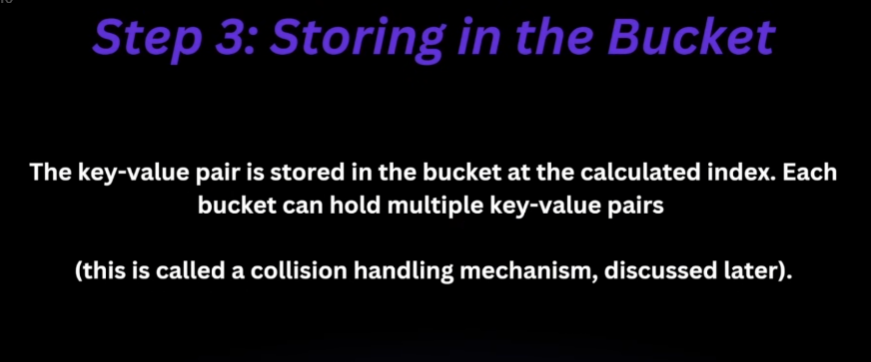 Step 3: Storing in the Bucket
The key-value pair is stored in the bucket at the calculated index. Each
bucket can hold multiple key-value pairs
(this is called a collision handling mechanism, discussed later).